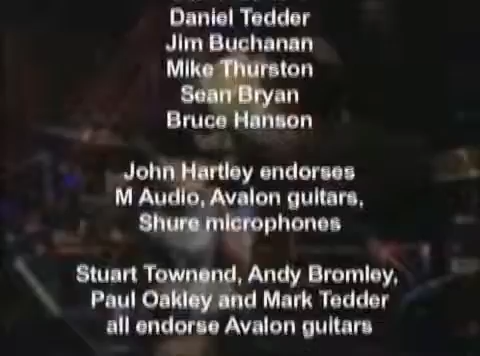 Daniel Tedder
Jim Buchanan
Mike Thurston
Sean Bryan
Bruce Hanson
John Hartley endorses
M Audio, Avalon guitars,
Shure microphones
Stuart Townend, Andy Bromley,
Paul Oakley and Mark Tedder
all endorse Avalon guitars